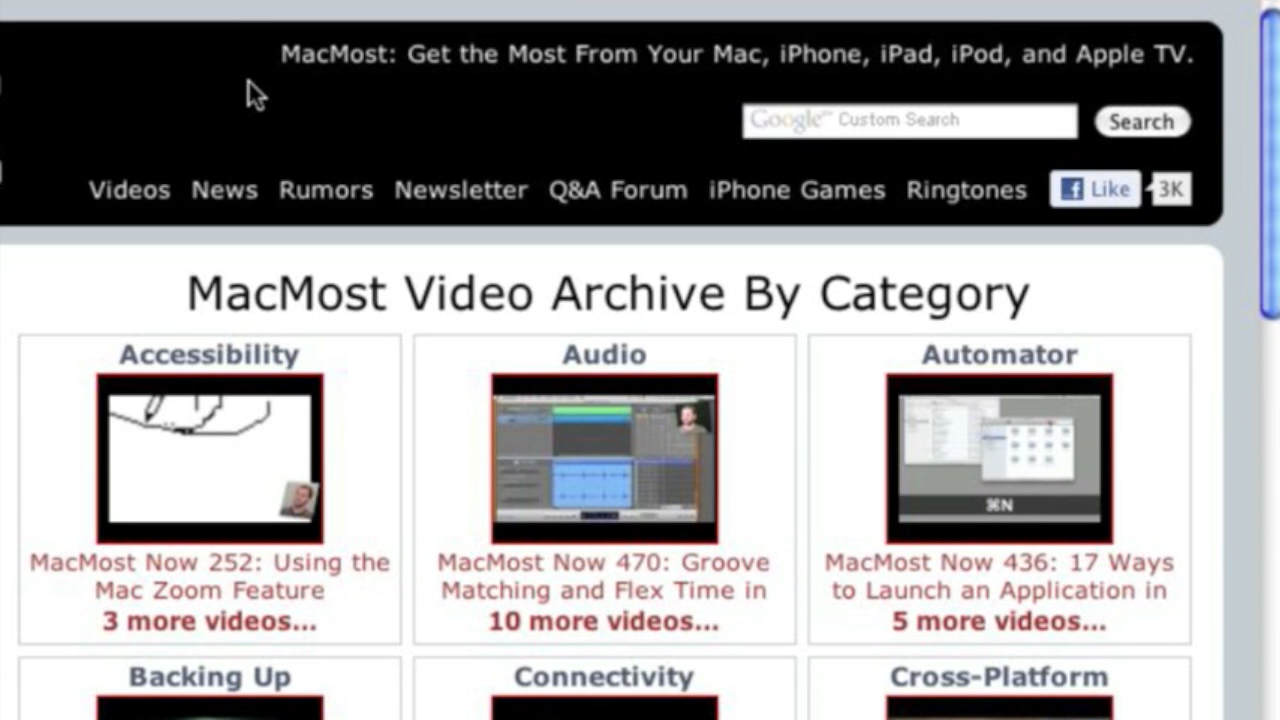 MacMost: Get the Most From Your Mac, iPhone, iPad, iPod, and Apple TV.
Google™ Custom Search
Search
Videos News Rumors Newsletter Q&A Forum iPhone Games Ringtones Like 3K
MacMost Video Archive By Category
Accessibility Audio Automator
⌘N
MacMost Now 252: Using the MacMost Now 470: Groove MacMost Now 436: 17 Ways
Mac Zoom Feature Matching and Flex Time in to Launch an Application in
3 more videos... 10 more videos... 5 more videos...
Backing Up Connectivity Cross-Platform